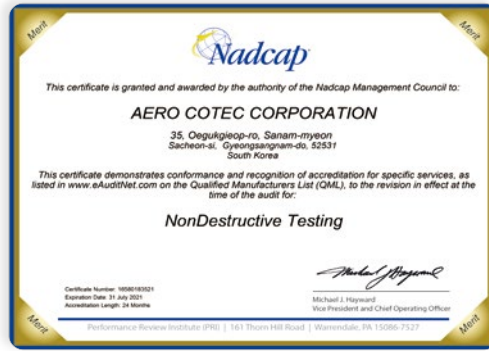 Merit
Merit
Nadcap
This certificate is granted and awarded by the authority of the Nadcap Management Council to:
AERO COTEC CORPORATION
35, Oegukgieop-ro, Sanam-myeon
Sacheon-si, Gyeongsangnam-do, 52531
South Korea
This certificate demonstrates conformance and recognition of accreditation for specific services, as
listed in www.eAuditNet.com on the Qualified Manufacturers List (QML), to the revision in effect at the
time of the audit for:
NonDestructive Testing
Certificate Number: 16580193521
Expiration Date: 31 July 2021
Accreditation Length: 24 Months
Michael J. Hayward
Michael J. Hayward
Vice President and Chief Operating Officer
Performance Review Institute (PRI) | 161 Thorn Hill Road | Warrendale, PA 15086-7527
Merit
Merit